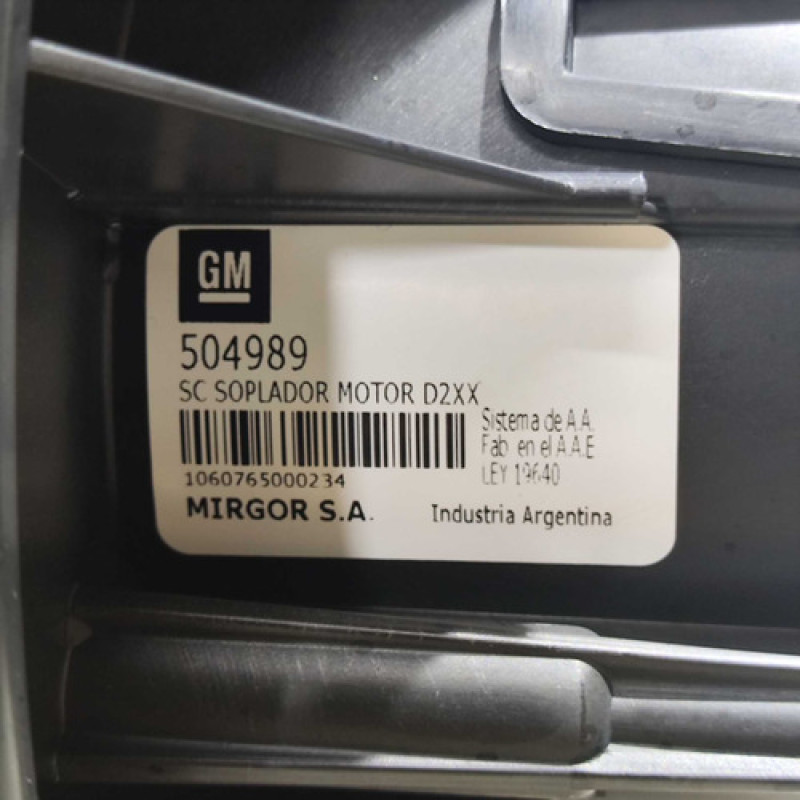 GM
504989
SC SOPLADOR MOTOR D2XX
Sistema de A.A.
Fab en el A.A.E
LEY 19640
1060765000234
MIRGOR S.A.
Industria Argentina